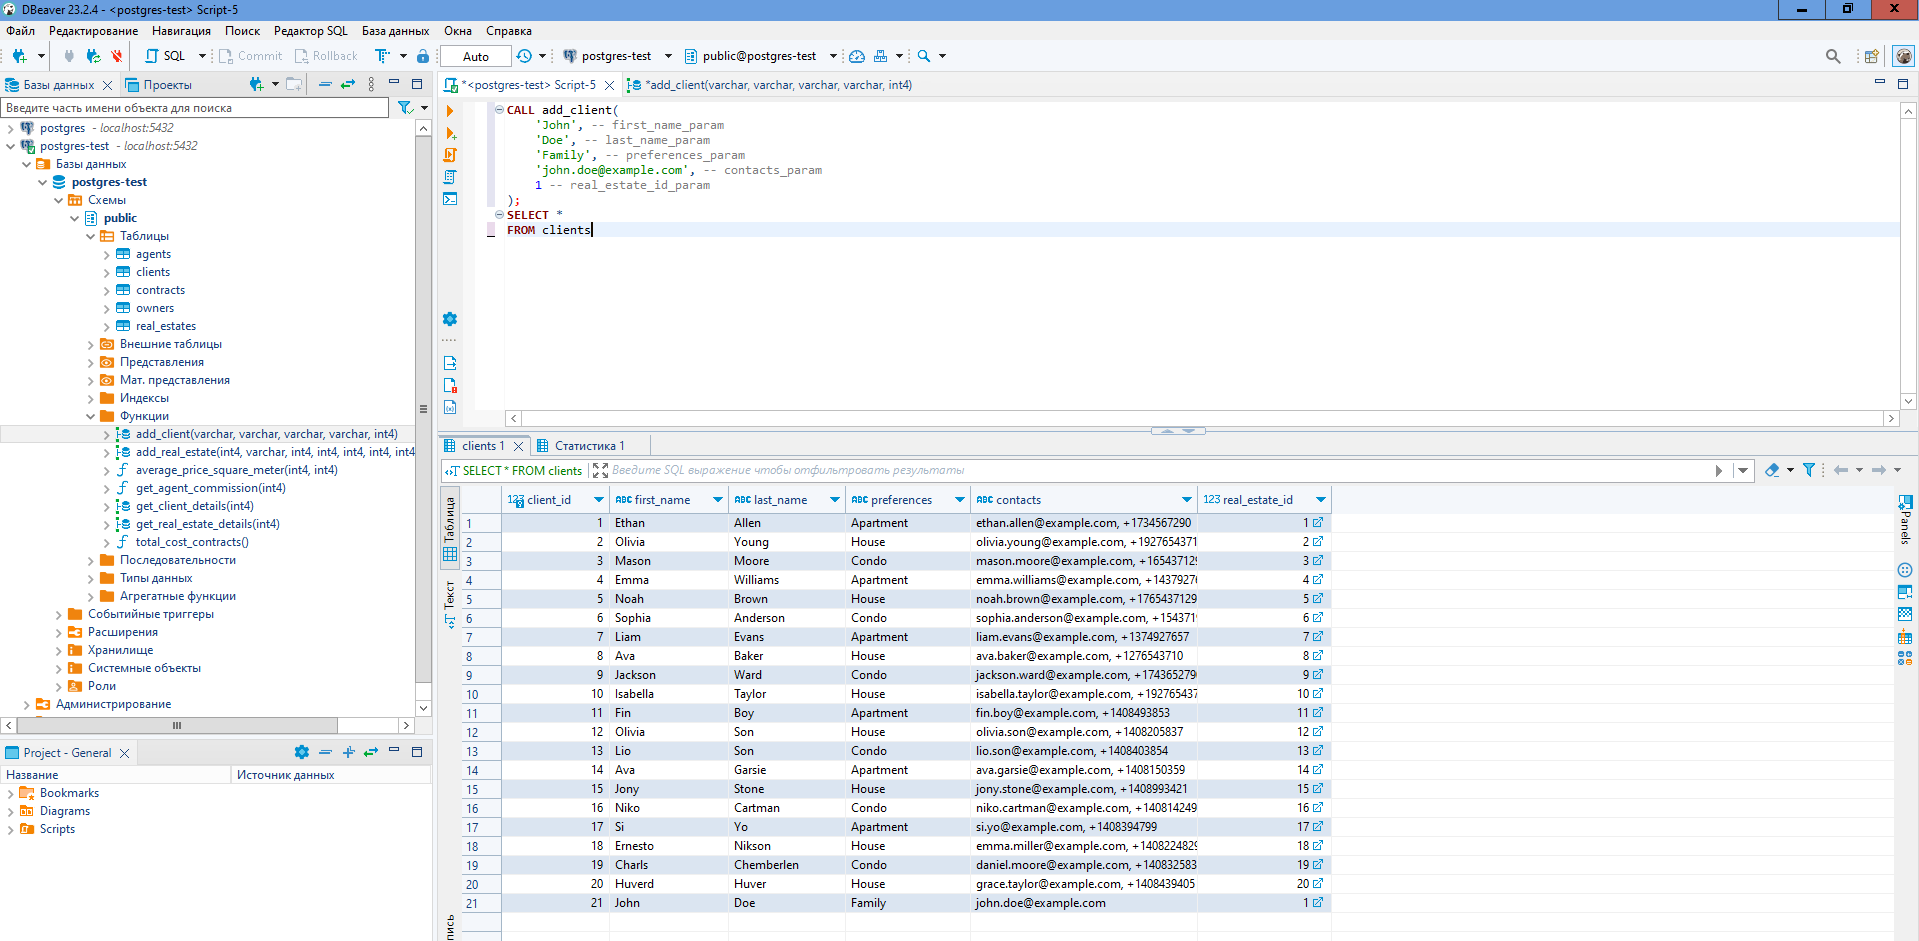 DBeaver 23.2.4 - <postgres-test> Script-5
Файл Редактирование Навигация Поиск Редактор SQL База данных Окна Справка
SQL Commit Rollback Auto postgres-test public@postgres-test
Базы данных Проекты
Введите часть имени объекта для поиска
postgres - localhost:5432
postgres-test - localhost:5432
Базы данных
postgres-test
Схемы
public
Таблицы
agents
clients
contracts
owners
real_estates
Внешние таблицы
Представления
Мат. представления
Индексы
Функции
add_client(varchar, varchar, varchar, varchar, int4)
add_real_estate(int4, varchar, int4, int4, int4, int4, int4
average_price_square_meter(int4, int4)
get_agent_commission(int4)
get_client_details(int4)
get_real_estate_details(int4)
total_cost_contracts()
Последовательности
Типы данных
Агрегатные функции
Событийные триггеры
Расширения
Хранилище
Системные объекты
Роли
Администрирование
Project - General
Название Источник данных
Bookmarks
Diagrams
Scripts
*<postgres-test> Script-5 *add_client(varchar, varchar, varchar, varchar, int4)
CALL add_client(
'John', -- first_name_param
'Doe', -- last_name_param
'Family', -- preferences_param
'john.doe@example.com', -- contacts_param
1 -- real_estate_id_param
);
SELECT *
FROM clients
clients 1 Статистика 1
SELECT * FROM clients Введите SQL выражение чтобы отфильтровать результаты
Таблица
Текст
пись
Panels
123 client_id ABC first_name ABC last_name ABC preferences ABC contacts 123 real_estate_id
1 1 Ethan Allen Apartment ethan.allen@example.com, +1734567290 1
2 2 Olivia Young House olivia.young@example.com, +1927654371 2
3 3 Mason Moore Condo mason.moore@example.com, +165437129 3
4 4 Emma Williams Apartment emma.williams@example.com, +1437927 4
5 5 Noah Brown House noah.brown@example.com, +1765437129 5
6 6 Sophia Anderson Condo sophia.anderson@example.com, +154371 6
7 7 Liam Evans Apartment liam.evans@example.com, +1374927657 7
8 8 Ava Baker House ava.baker@example.com, +1276543710 8
9 9 Jackson Ward Condo jackson.ward@example.com, +174365279 9
10 10 Isabella Taylor House isabella.taylor@example.com, +192765437 10
11 11 Fin Boy Apartment fin.boy@example.com, +1408493853 11
12 12 Olivia Son House olivia.son@example.com, +1408205837 12
13 13 Lio Son Condo lio.son@example.com, +1408403854 13
14 14 Ava Garsie Apartment ava.garsie@example.com, +1408150359 14
15 15 Jony Stone House jony.stone@example.com, +1408993421 15
16 16 Niko Cartman Condo niko.cartman@example.com, +140814249 16
17 17 Si Yo Apartment si.yo@example.com, +1408394799 17
18 18 Ernesto Nikson House emma.miller@example.com, +1408224829 18
19 19 Charls Chemberlen Condo daniel.moore@example.com, +140832583 19
20 20 Huverd Huver House grace.taylor@example.com, +1408439405 20
21 21 John Doe Family john.doe@example.com 1